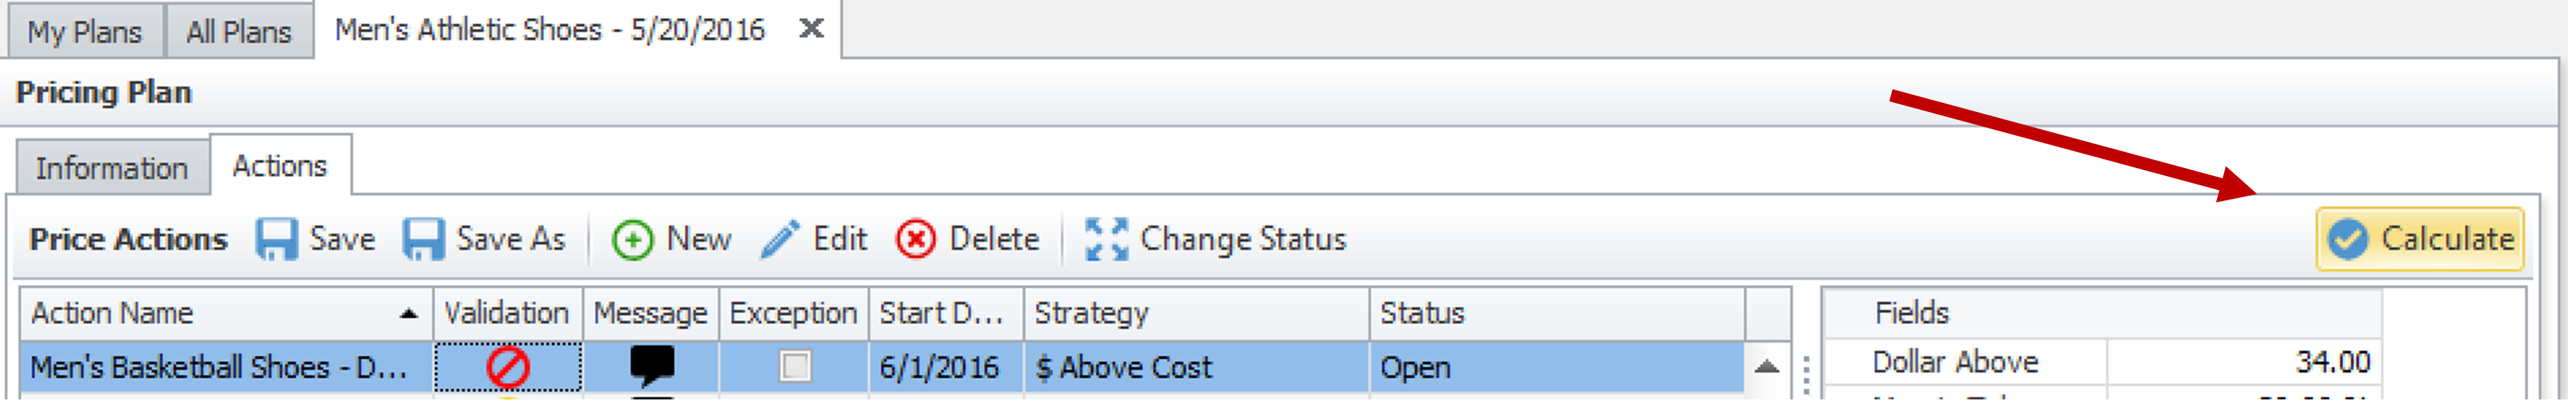 My Plans All Plans Men's Athletic Shoes - 5/20/2016
Pricing Plan
Information Actions
Price Actions Save Save As New Edit Delete Change Status Calculate
Action Name Validation Message Exception Start D... Strategy Status Fields
Men's Basketball Shoes - D... 6/1/2016 $ Above Cost Open Dollar Above 34.00